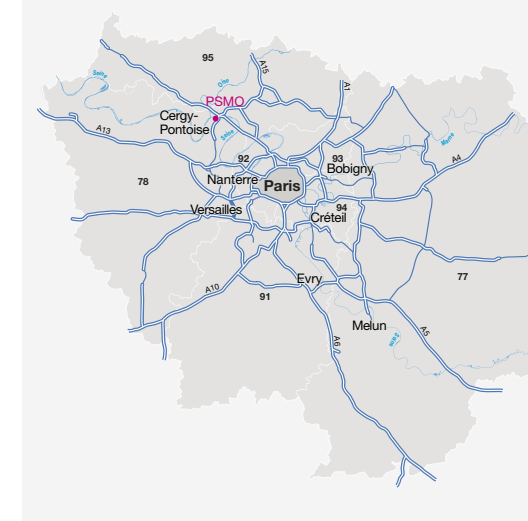 95
A15
Seine
Oise
A1
PSMO
Cergy-
Pontoise
A13
Seine
Marne
A4
92
93
Bobigny
78
Nanterre
Paris
Versailles
94
Créteil
77
Evry
A10
91
Melun
A5
A6